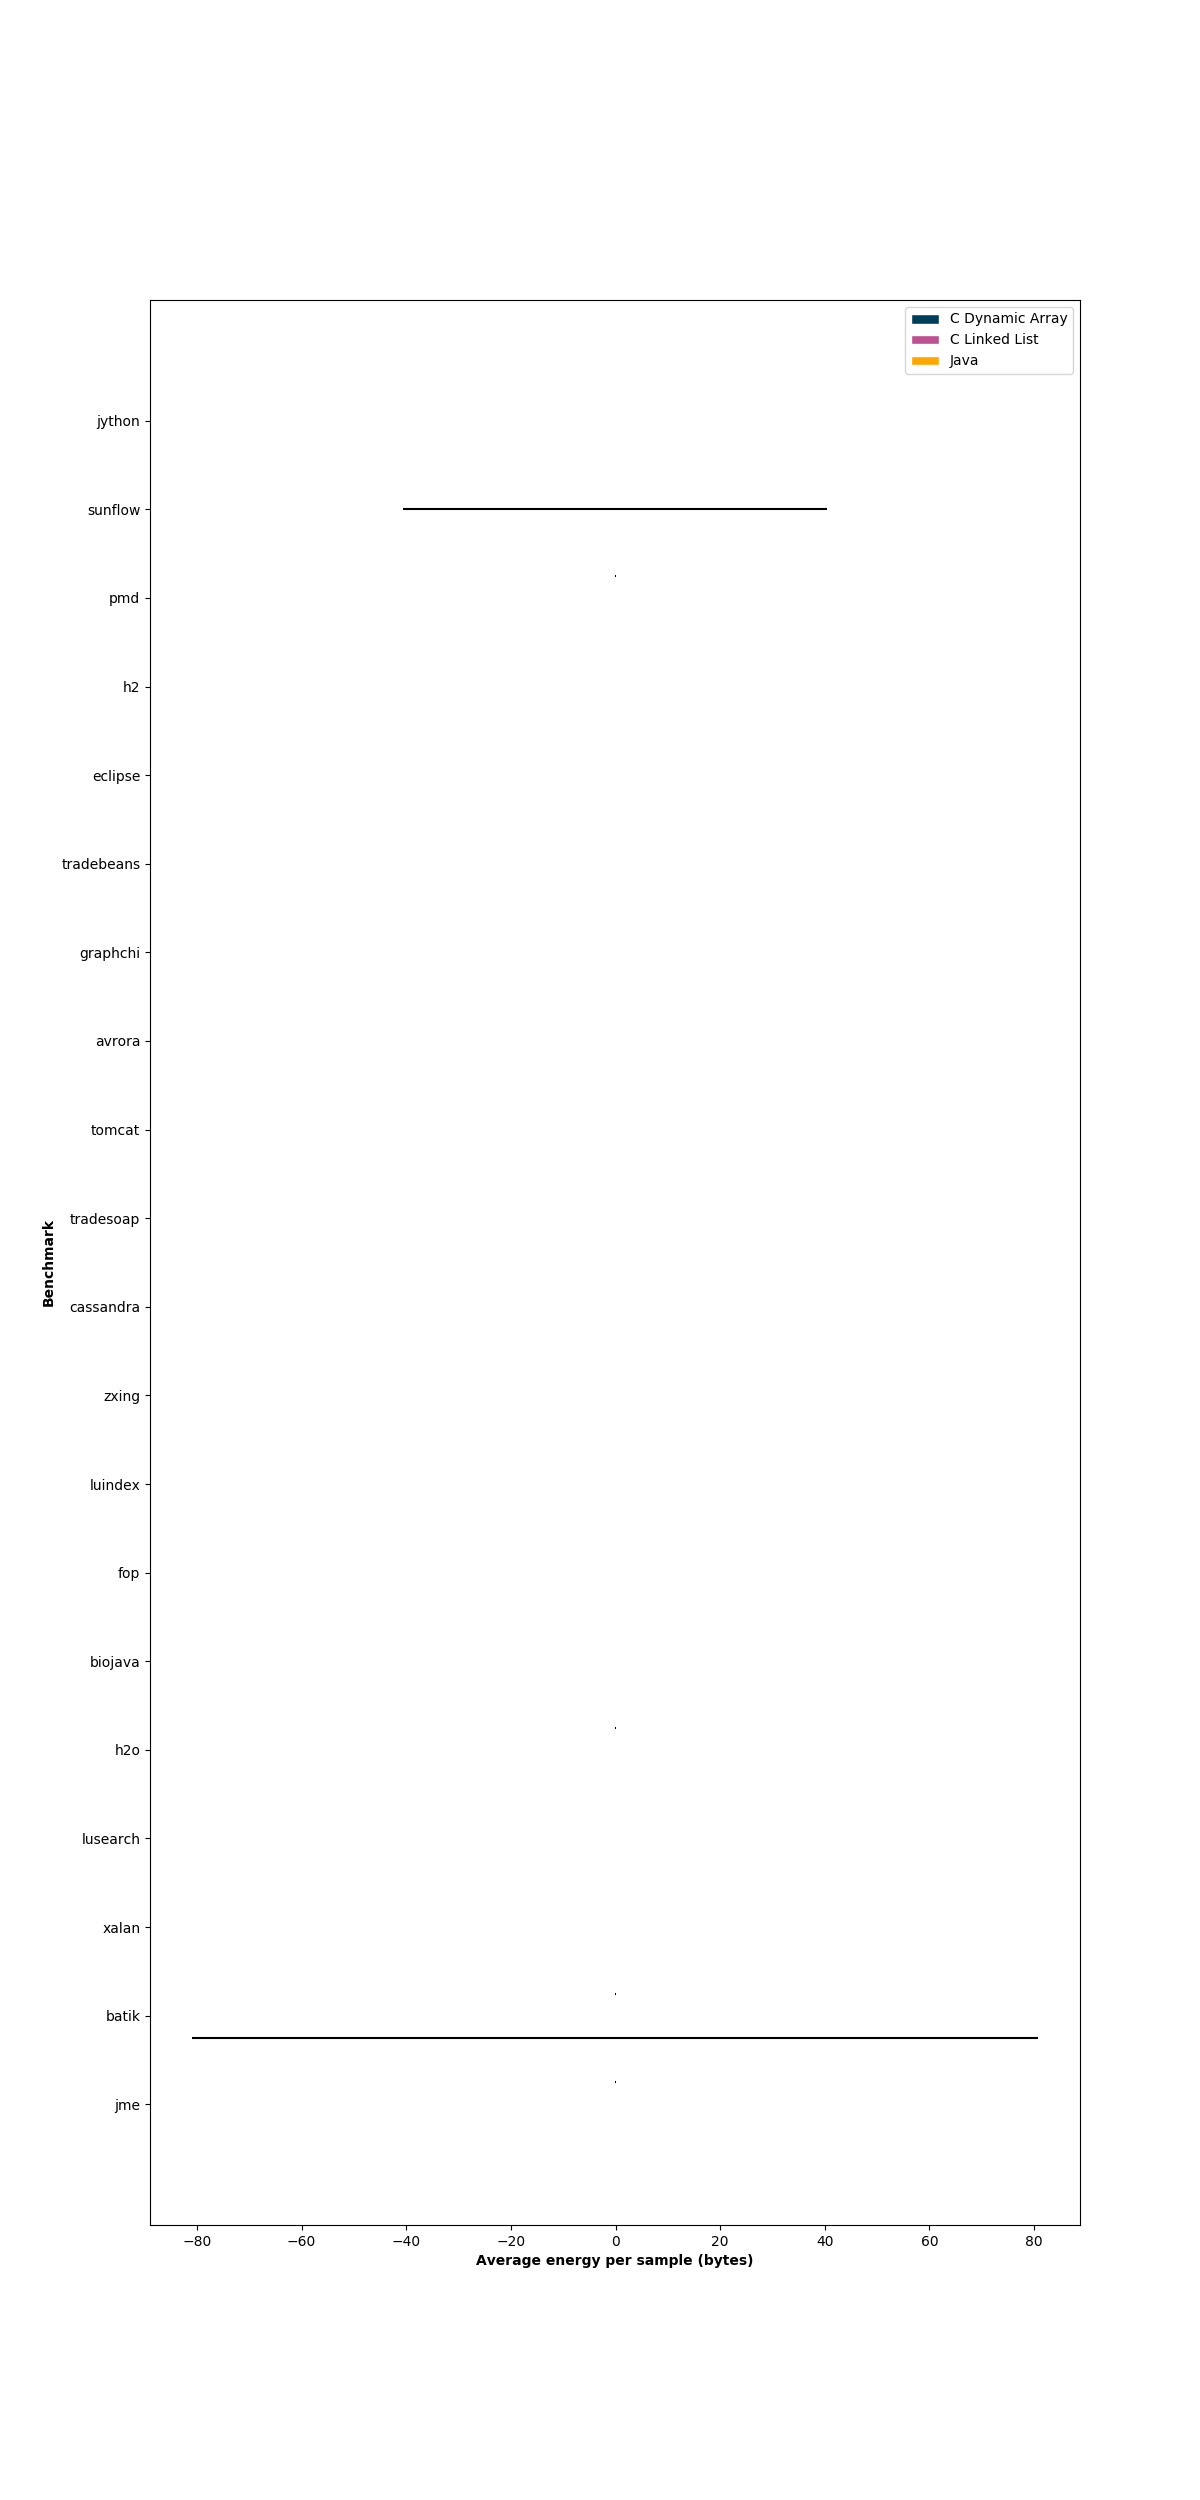 C Dynamic Array
C Linked List
Java
jython
sunflow
pmd
h2
eclipse
tradebeans
graphchi
avrora
tomcat
tradesoap
cassandra
zxing
luindex
fop
biojava
h2o
lusearch
xalan
batik
jme
Benchmark
−80 −60 −40 −20 0 20 40 60 80
Average energy per sample (bytes)